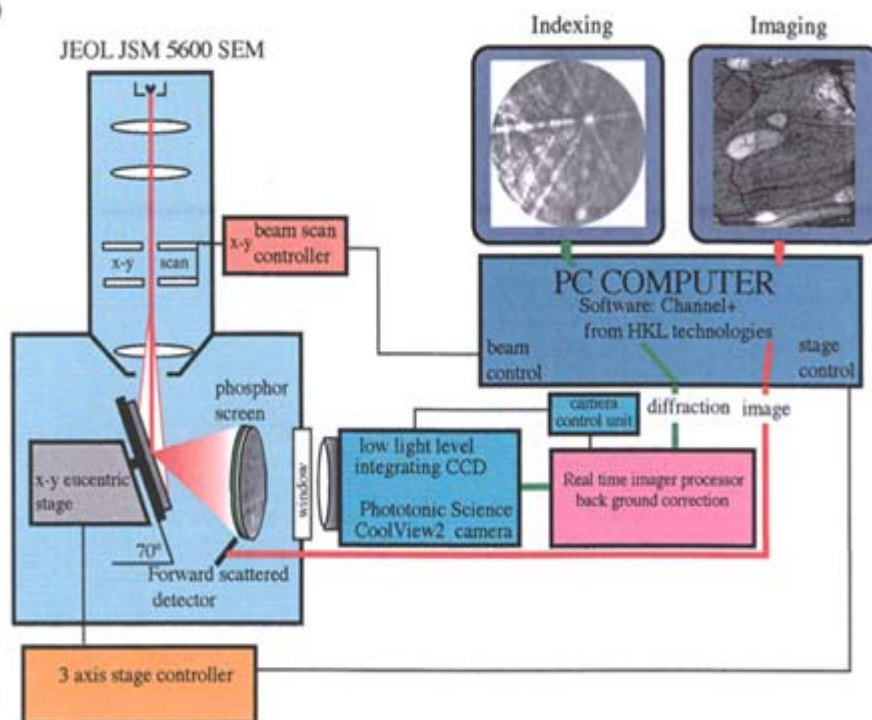 )
JEOL JSM 5600 SEM
Indexing
Imaging
x-y
scan
x-y
beam scan
controller
PC COMPUTER
Software: Channel+
from HKL technologies
beam
control
stage
control
phosphor
screen
camera
control unit
diffraction
image
x-y eucentric
stage
window
low light level
integrating CCD
Phototonic Science
CoolView2 camera
Real time imager processor
back ground correction
70°
Forward scattered
detector
3 axis stage controller